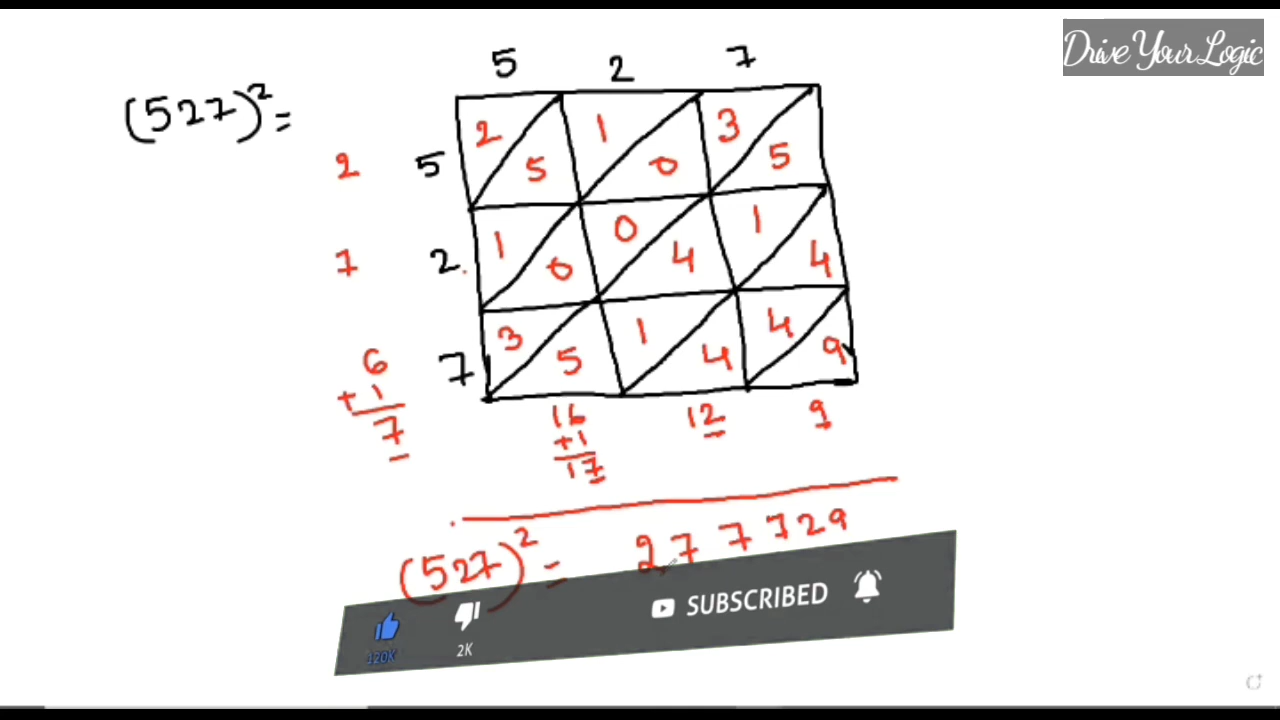 Drive Your Logic
5 2 7
(527)² =
2 1 3
2 5 5 0 5
1 0 1
7 2. 0 4 4
3 1 4
6 7 5 4 9
+1 16 12 9
7 +1
17
(527)² = 277729
SUBSCRIBED
120K 2K